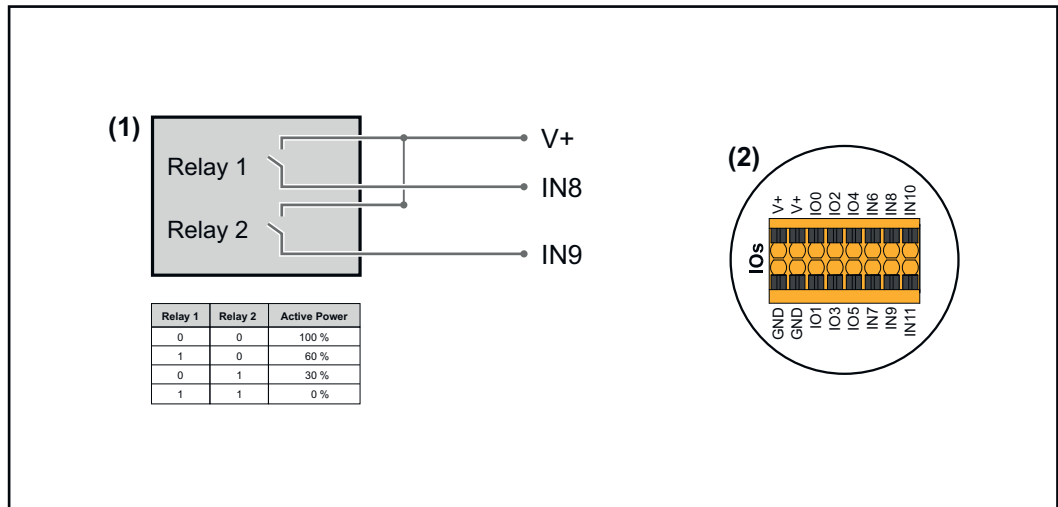 (1)
Relay 1
Relay 2
V+
IN8
IN9
Relay 1 Relay 2 Active Power
0 0 100 %
1 0 60 %
0 1 30 %
1 1 0 %
(2)
V+ V+ IO0 IO2 IO4 IN6 IN8 IN10
IOs
GND GND IO1 IO3 IO5 IN7 IN9 IN11